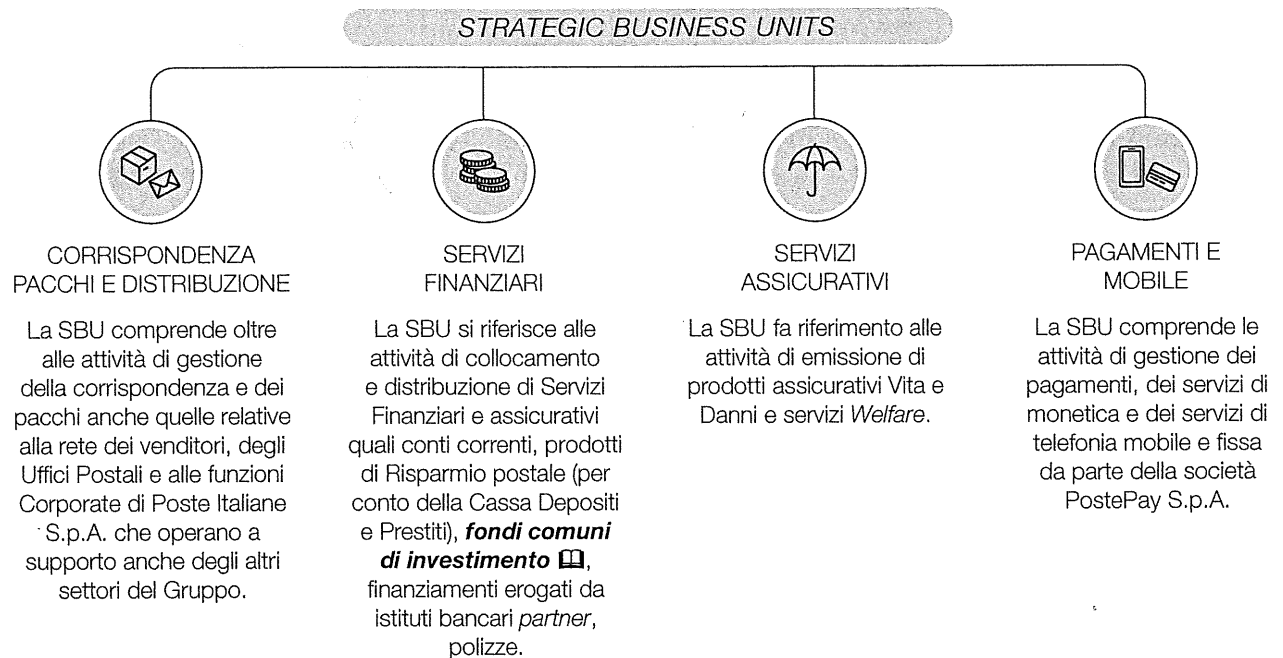 STRATEGIC BUSINESS UNITS
CORRISPONDENZA
PACCHI E DISTRIBUZIONE
La SBU comprende oltre
alle attività di gestione
della corrispondenza e dei
pacchi anche quelle relative
alla rete dei venditori, degli
Uffici Postali e alle funzioni
Corporate di Poste Italiane
S.p.A. che operano a
supporto anche degli altri
settori del Gruppo.
SERVIZI
FINANZIARI
La SBU si riferisce alle
attività di collocamento
e distribuzione di Servizi
Finanziari e assicurativi
quali conti correnti, prodotti
di Risparmio postale (per
conto della Cassa Depositi
e Prestiti), fondi comuni
di investimento,
finanziamenti erogati da
istituti bancari partner,
polizze.
SERVIZI
ASSICURATIVI
La SBU fa riferimento alle
attività di emissione di
prodotti assicurativi Vita e
Danni e servizi Welfare.
PAGAMENTI E
MOBILE
La SBU comprende le
attività di gestione dei
pagamenti, dei servizi di
monetica e dei servizi di
telefonia mobile e fissa
da parte della società
PostePay S.p.A.